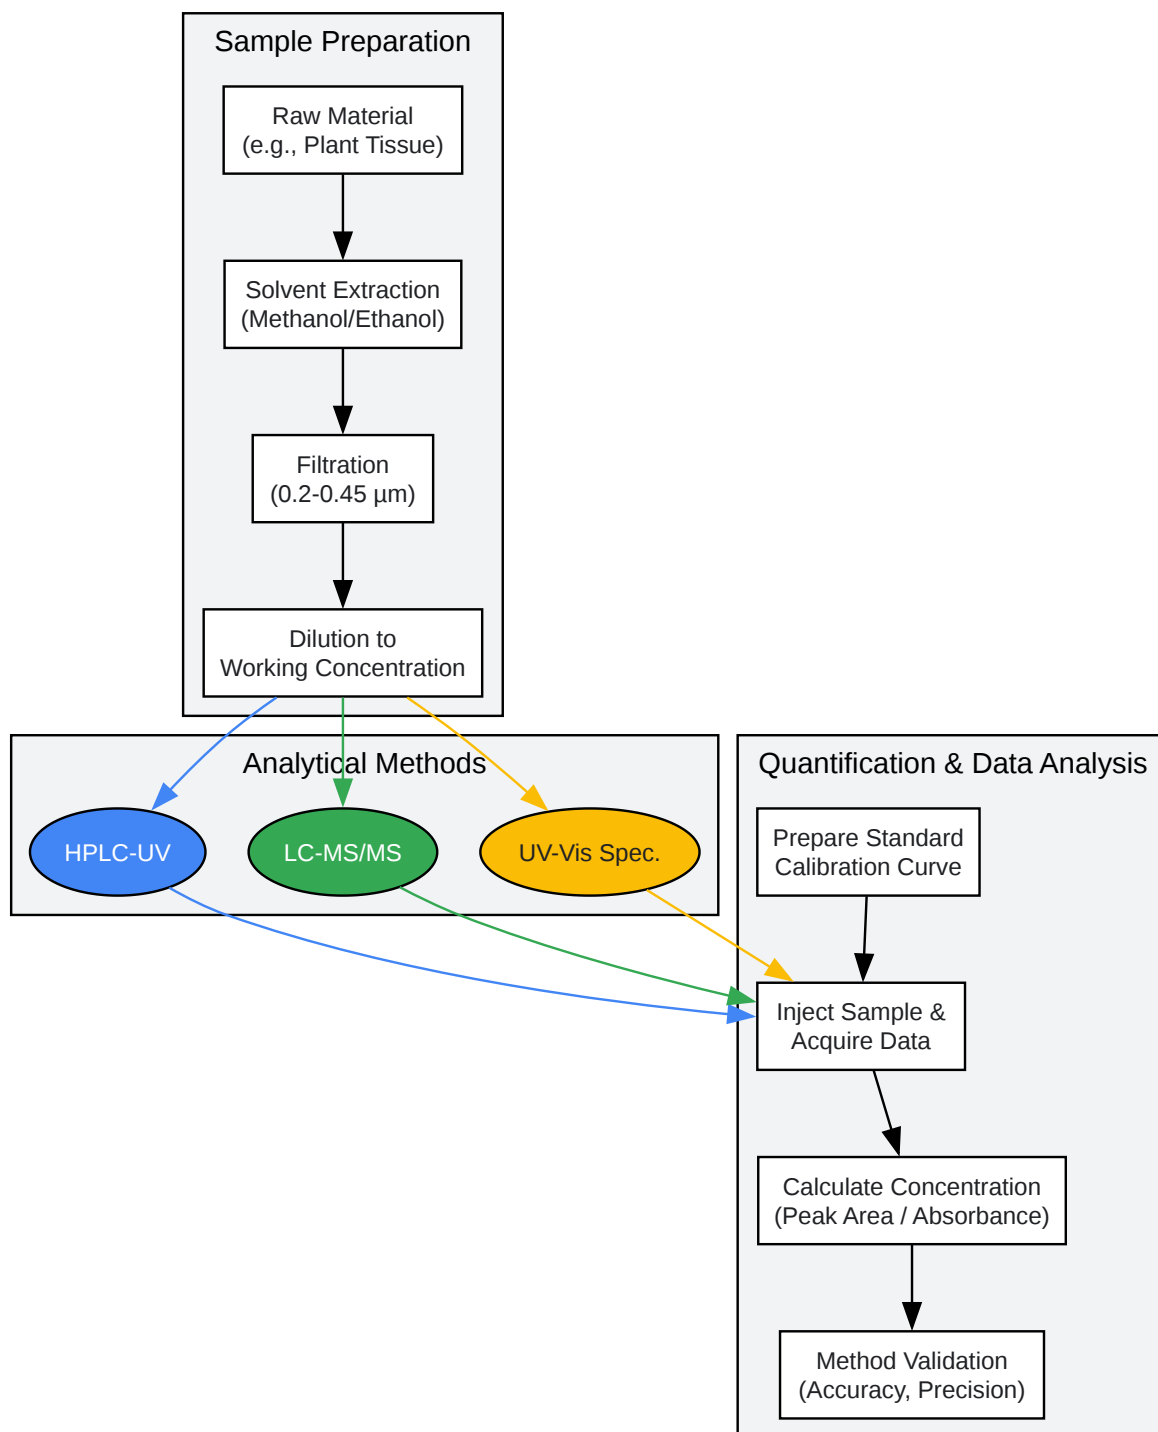 Sample Preparation
Raw Material
(e.g., Plant Tissue)
Solvent Extraction
(Methanol/Ethanol)
Filtration
(0.2-0.45 µm)
Dilution to
Working Concentration
Analytical Methods
HPLC-UV
LC-MS/MS
UV-Vis Spec.
Quantification & Data Analysis
Prepare Standard
Calibration Curve
Inject Sample &
Acquire Data
Calculate Concentration
(Peak Area / Absorbance)
Method Validation
(Accuracy, Precision)